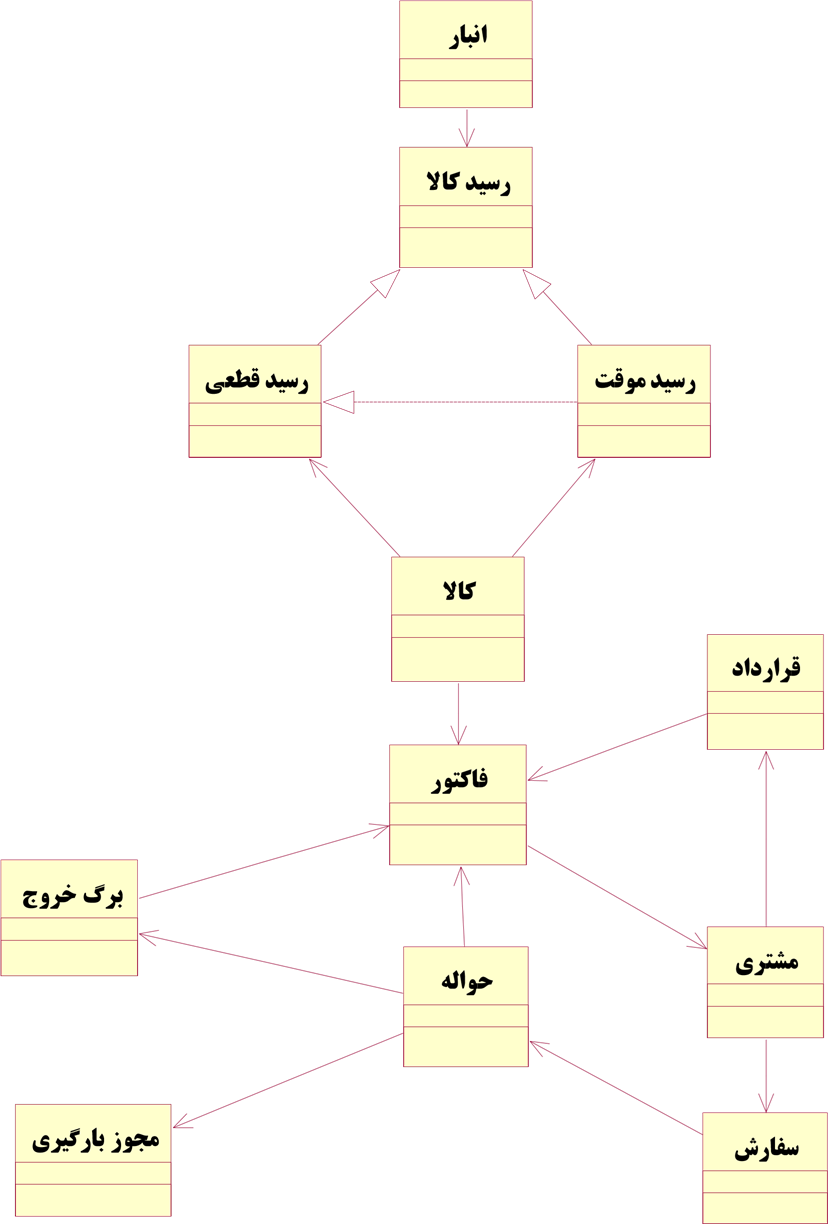 انبار
رسید کالا
رسید قطعی
رسید موقت
کالا
قرارداد
فاکتور
برگ خروج
مشتری
حواله
مجوز بارگیری
سفارش